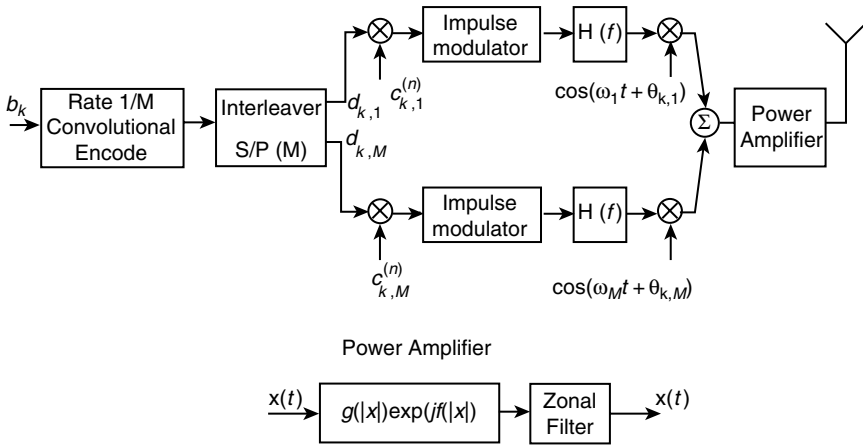 b_k
Rate 1/M
Convolutional
Encode
Interleaver
S/P (M)
d_{k,1}
d_{k,M}
c_{k,1}^{(n)}
Impulse
modulator
H (f)
cos(ω_1t + θ_{k,1})
Σ
Power
Amplifier
c_{k,M}^{(n)}
Impulse
modulator
H (f)
cos(ω_Mt + θ_{k,M})
Power Amplifier
x(t)
g(|x|)exp(jf(|x|)
Zonal
Filter
x(t)